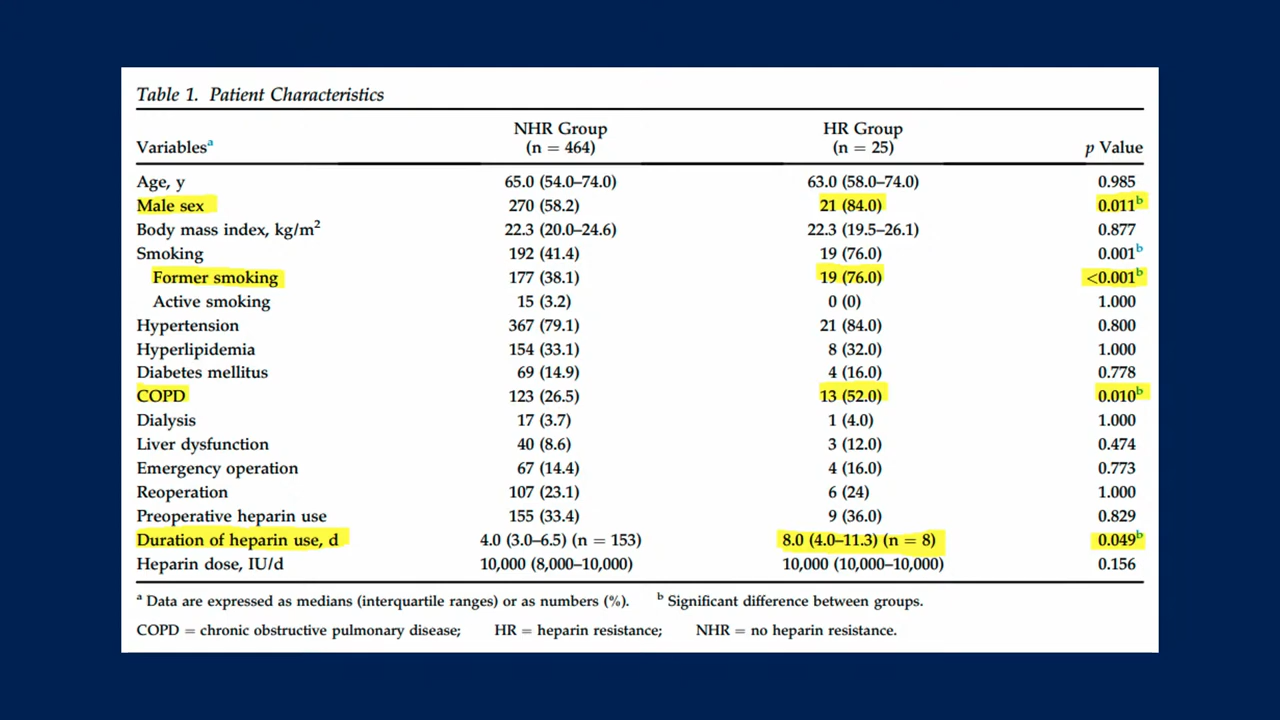 Table 1. Patient Characteristics
NHR Group HR Group
Variablesa (n = 464) (n = 25) p Value
Age, y 65.0 (54.0–74.0) 63.0 (58.0–74.0) 0.985
Male sex 270 (58.2) 21 (84.0) 0.011b
Body mass index, kg/m2 22.3 (20.0–24.6) 22.3 (19.5–26.1) 0.877
Smoking 192 (41.4) 19 (76.0) 0.001b
Former smoking 177 (38.1) 19 (76.0) <0.001b
Active smoking 15 (3.2) 0 (0) 1.000
Hypertension 367 (79.1) 21 (84.0) 0.800
Hyperlipidemia 154 (33.1) 8 (32.0) 1.000
Diabetes mellitus 69 (14.9) 4 (16.0) 0.778
COPD 123 (26.5) 13 (52.0) 0.010b
Dialysis 17 (3.7) 1 (4.0) 1.000
Liver dysfunction 40 (8.6) 3 (12.0) 0.474
Emergency operation 67 (14.4) 4 (16.0) 0.773
Reoperation 107 (23.1) 6 (24) 1.000
Preoperative heparin use 155 (33.4) 9 (36.0) 0.829
Duration of heparin use, d 4.0 (3.0–6.5) (n = 153) 8.0 (4.0–11.3) (n = 8) 0.049b
Heparin dose, IU/d 10,000 (8,000–10,000) 10,000 (10,000–10,000) 0.156
a Data are expressed as medians (interquartile ranges) or as numbers (%). b Significant difference between groups.
COPD = chronic obstructive pulmonary disease; HR = heparin resistance; NHR = no heparin resistance.